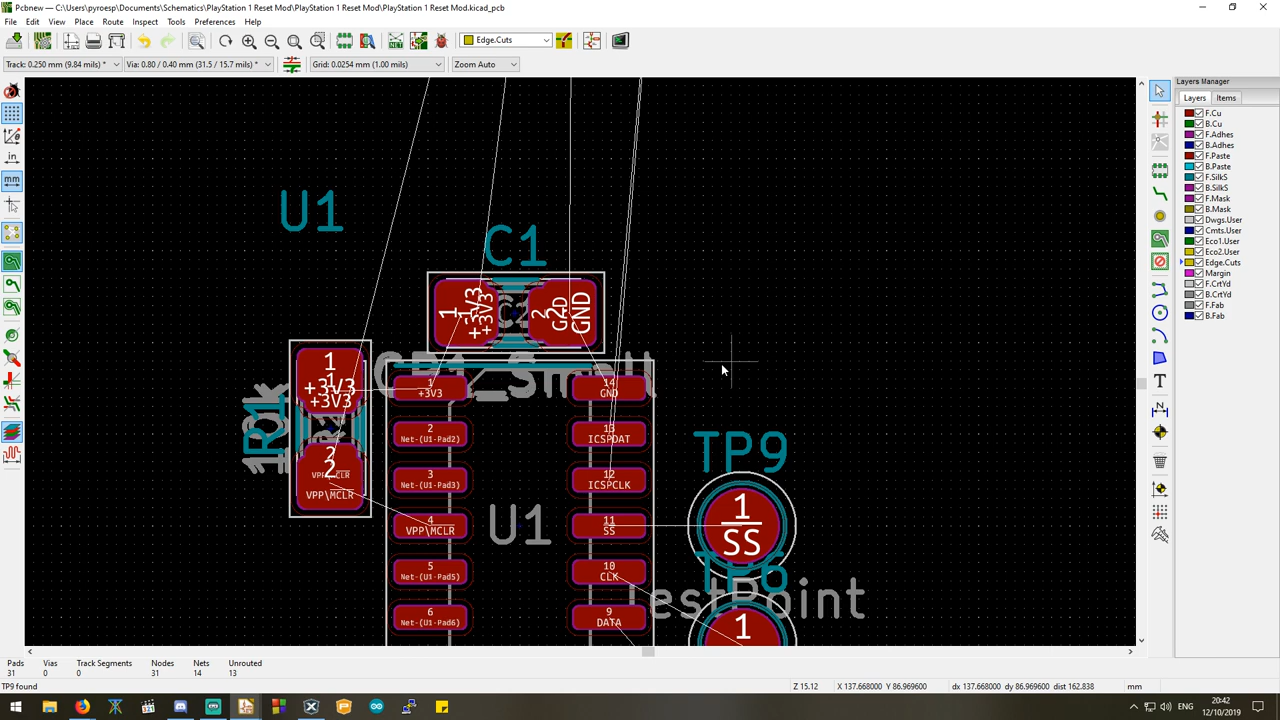 Pcbnew — C:\Users\pyroesp\Documents\Schematics\PlayStation 1 Reset Mod\PlayStation 1 Reset Mod\PlayStation 1 Reset Mod.kicad_pcb
File Edit View Place Route Inspect Tools Preferences Help
Edge.Cuts
Track: 0.250 mm (9.84 mils) * Via: 0.80 / 0.40 mm (31.5 / 15.7 mils) * Grid: 0.0254 mm (1.00 mils) Zoom Auto
Layers Manager
Layers Items
F.Cu
B.Cu
F.Adhes
B.Adhes
F.Paste
B.Paste
F.SilkS
B.SilkS
F.Mask
B.Mask
Dwgs.User
Cmts.User
Eco1.User
Eco2.User
Edge.Cuts
Margin
F.CrtYd
B.CrtYd
F.Fab
B.Fab
in
mm
U1
C1
1
+3V3
+3V3
2
GND
GND
1
+3V3
+3V3
2
VPP\MCLR
VPP\MCLR
1
+3V3
2
Net-(U1-Pad2)
3
Net-(U1-Pad3)
4
VPP\MCLR
5
Net-(U1-Pad5)
6
Net-(U1-Pad6)
14
GND
13
ICSPDAT
12
ICSPCLK
11
SS
10
CLK
9
DATA
U1
TP9
1
SS
TP6
TestPoint
1
Pads Vias Track Segments Nodes Nets Unrouted
31 0 0 31 14 13
TP9 found Z 15.12 X 137.668000 Y 86.969600 dx 137.668000 dy 86.969600 dist 162.838 mm
ENG
20:42
12/10/2019